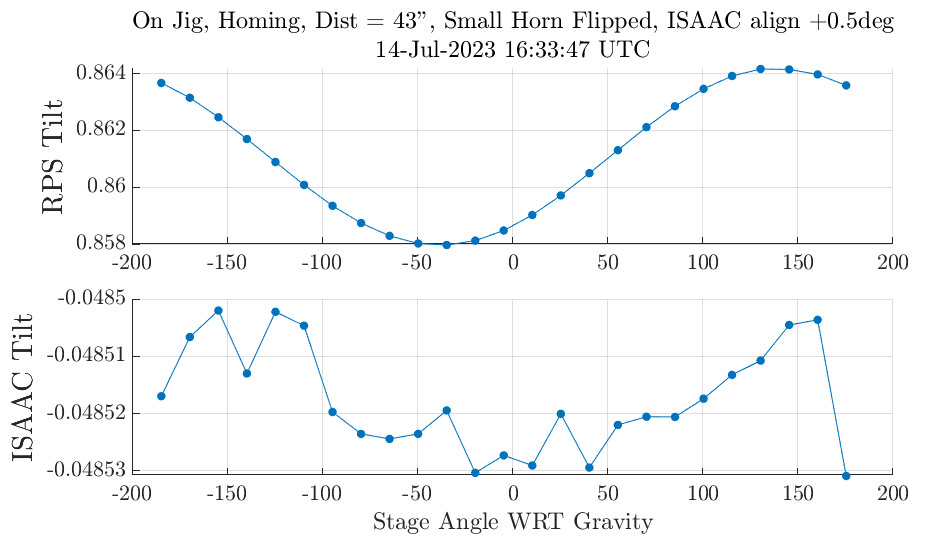 On Jig, Homing, Dist = 43”, Small Horn Flipped, ISAAC align +0.5deg
14-Jul-2023 16:33:47 UTC
RPS Tilt
0.864
0.862
0.86
0.858
-200 -150 -100 -50 0 50 100 150 200
ISAAC Tilt
-0.0485
-0.04851
-0.04852
-0.04853
-200 -150 -100 -50 0 50 100 150 200
Stage Angle WRT Gravity